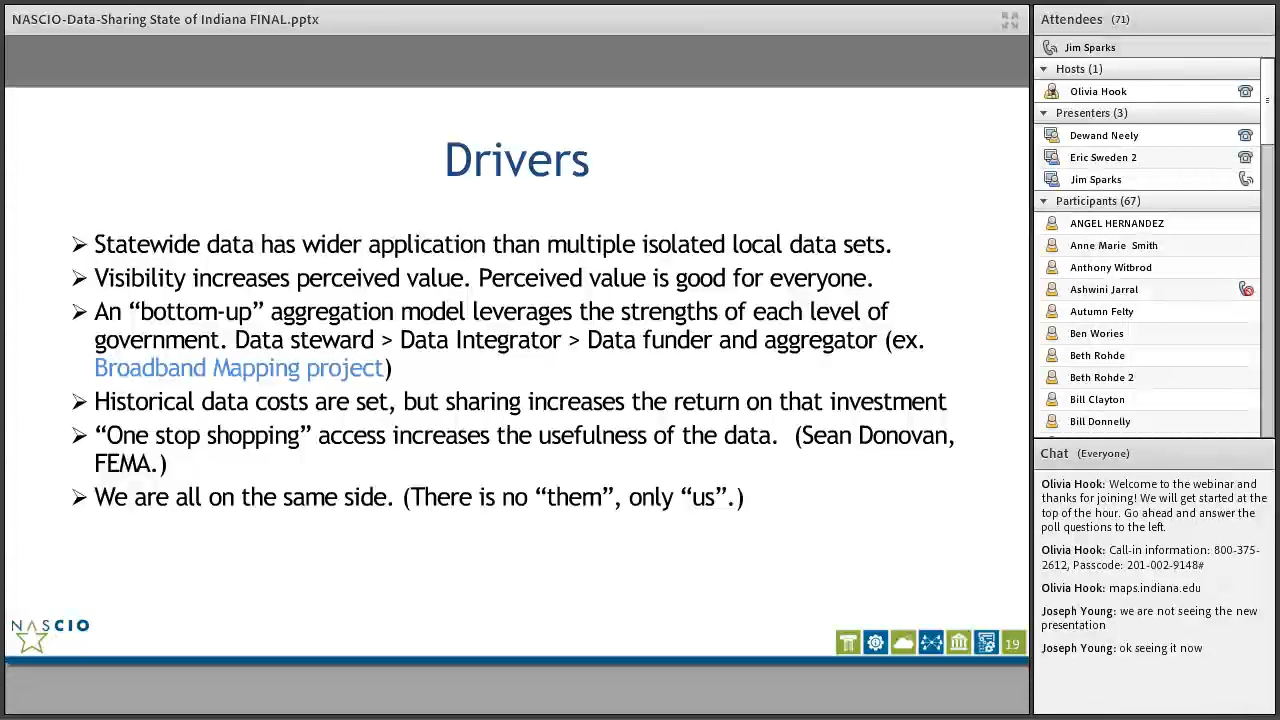 NASCIO-Data-Sharing State of Indiana FINAL.pptx
Drivers
Statewide data has wider application than multiple isolated local data sets.
Visibility increases perceived value. Perceived value is good for everyone.
An “bottom-up” aggregation model leverages the strengths of each level of
government. Data steward > Data Integrator > Data funder and aggregator (ex.
Broadband Mapping project)
Historical data costs are set, but sharing increases the return on that investment
“One stop shopping” access increases the usefulness of the data. (Sean Donovan,
FEMA.)
We are all on the same side. (There is no “them”, only “us”.)
NASCIO
19
Attendees (71)
Jim Sparks
Hosts (1)
Olivia Hook
Presenters (3)
Dewand Neely
Eric Sweden 2
Jim Sparks
Participants (67)
ANGEL HERNANDEZ
Anne Marie Smith
Anthony Witbrod
Ashwini Jarral
Autumn Felty
Ben Wories
Beth Rohde
Beth Rohde 2
Bill Clayton
Bill Donnelly
Chat (Everyone)
Olivia Hook: Welcome to the webinar and
thanks for joining! We will get started at the
top of the hour. Go ahead and answer the
poll questions to the left.
Olivia Hook: Call-in information: 800-375-
2612, Passcode: 201-002-9148#
Olivia Hook: maps.indiana.edu
Joseph Young: we are not seeing the new
presentation
Joseph Young: ok seeing it now